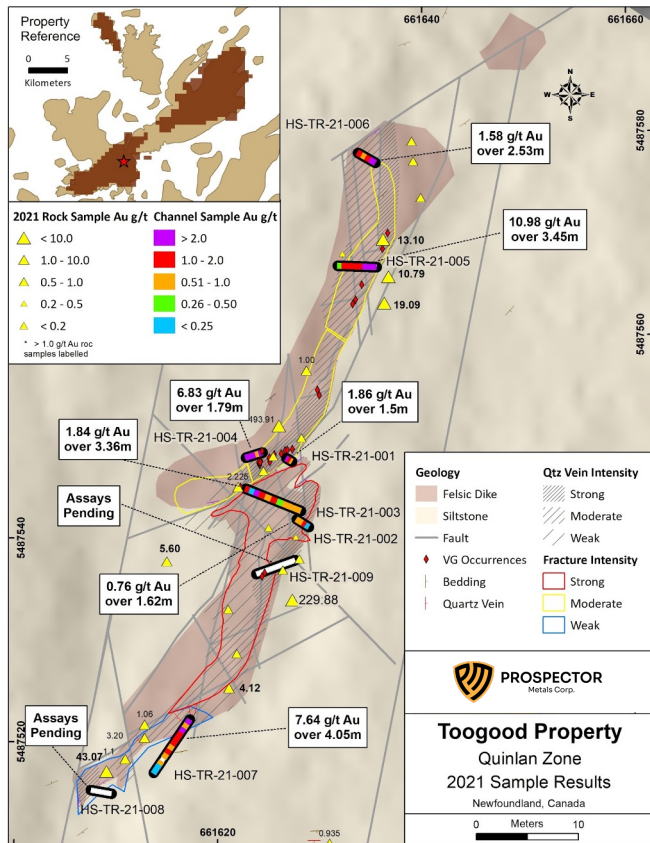 Property
Reference
0 5
Kilometers
661640
661660
N
W E
S
5487580
5487560
5487540
5487520
661620
2021 Rock Sample Au g/t
< 10.0
1.0 - 10.0
0.5 - 1.0
0.2 - 0.5
< 0.2
* > 1.0 g/t Au roc
samples labelled
Channel Sample Au g/t
> 2.0
1.0 - 2.0
0.51 - 1.0
0.26 - 0.50
< 0.25
HS-TR-21-006
1.58 g/t Au
over 2.53m
10.98 g/t Au
over 3.45m
13.10
HS-TR-21-005
10.79
19.09
1.00
6.83 g/t Au
over 1.79m
1.86 g/t Au
over 1.5m
493.91
1.84 g/t Au
over 3.36m
HS-TR-21-004
HS-TR-21-001
2.226
Assays
Pending
HS-TR-21-003
HS-TR-21-002
5.60
HS-TR-21-009
0.76 g/t Au
over 1.62m
229.88
4.12
Assays
Pending
1.06
3.20
1.1
43.07
7.64 g/t Au
over 4.05m
HS-TR-21-007
HS-TR-21-008
0.935
Geology
Felsic Dike
Siltstone
Fault
VG Occurrences
Bedding
Quartz Vein
Qtz Vein Intensity
Strong
Moderate
Weak
Fracture Intensity
Strong
Moderate
Weak
PROSPECTOR
Metals Corp.
Toogood Property
Quinlan Zone
2021 Sample Results
Newfoundland, Canada
Meters
0 10